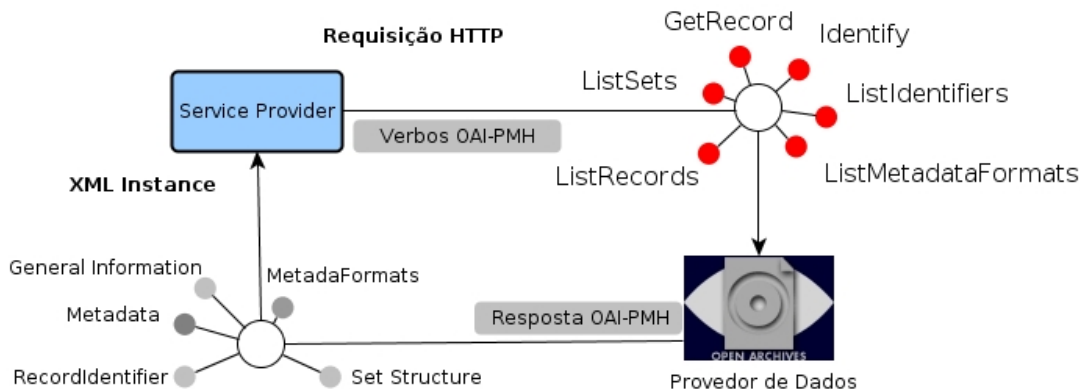 GetRecord
Requisição HTTP
Identify
ListSets
ListIdentifiers
Service Provider
Verbos OAI-PMH
ListRecords
ListMetadataFormats
XML Instance
General Information
MetadaFormats
Metadata
Resposta OAI-PMH
OPEN ARCHIVES
RecordIdentifier
Set Structure
Provedor de Dados